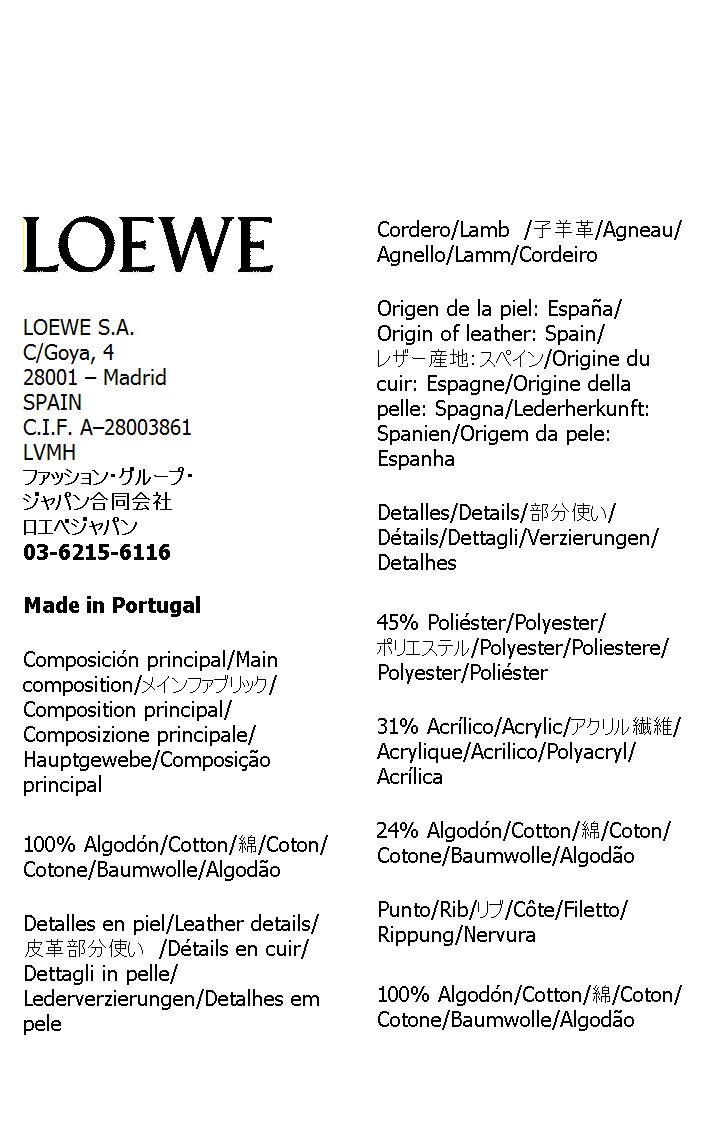 LOEWE
LOEWE S.A.
C/Goya, 4
28001 – Madrid
SPAIN
C.I.F. A–28003861
LVMH
ファッション・グループ・
ジャパン合同会社
ロエベジャパン
03-6215-6116
Made in Portugal
Composición principal/Main
composition/メインファブリック/
Composition principal/
Composizione principale/
Hauptgewebe/Composição
principal
100% Algodón/Cotton/綿/Coton/
Cotone/Baumwolle/Algodão
Detalles en piel/Leather details/
皮革部分使い /Détails en cuir/
Dettagli in pelle/
Lederverzierungen/Detalhes em
pele
Cordero/Lamb /子羊革/Agneau/
Agnello/Lamm/Cordeiro
Origen de la piel: España/
Origin of leather: Spain/
レザー産地：スペイン/Origine du
cuir: Espagne/Origine della
pelle: Spagna/Lederherkunft:
Spanien/Origem da pele:
Espanha
Detalles/Details/部分使い/
Détails/Dettagli/Verzierungen/
Detalhes
45% Poliéster/Polyester/
ポリエステル/Polyester/Poliestere/
Polyester/Poliéster
31% Acrílico/Acrylic/アクリル繊維/
Acrylique/Acrilico/Polyacryl/
Acrílica
24% Algodón/Cotton/綿/Coton/
Cotone/Baumwolle/Algodão
Punto/Rib/リブ/Côte/Filetto/
Rippung/Nervura
100% Algodón/Cotton/綿/Coton/
Cotone/Baumwolle/Algodão